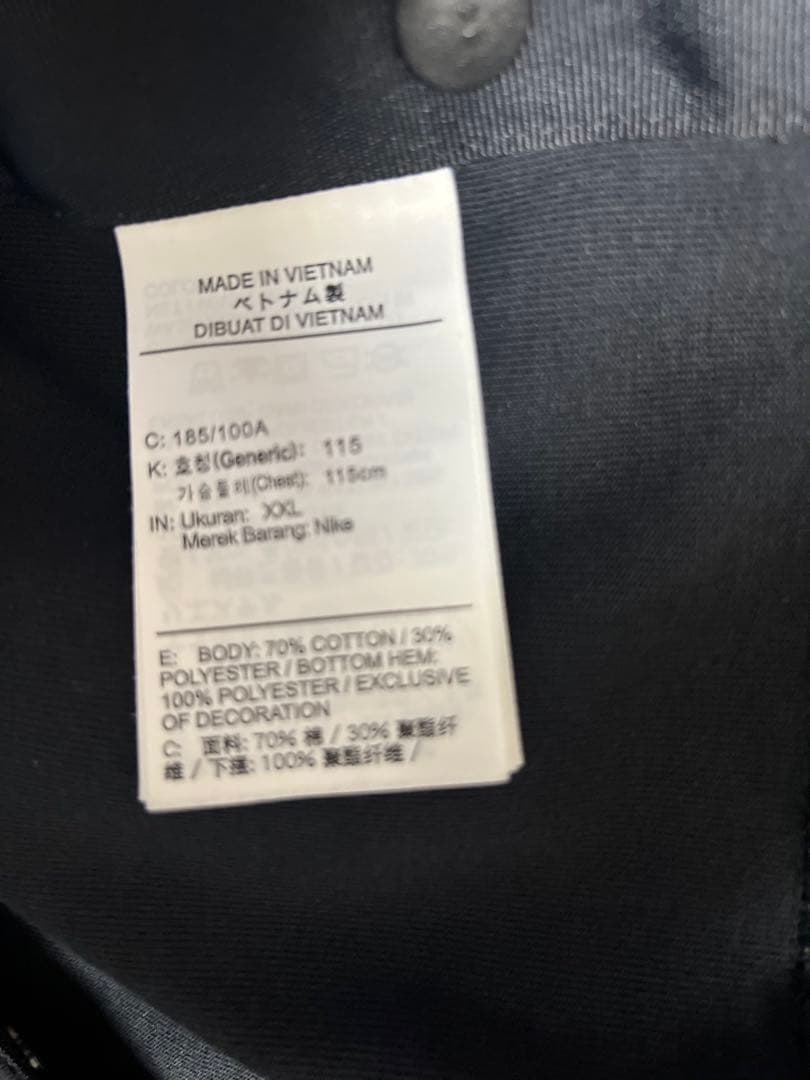 MADE IN VIETNAM
ベトナム製
DIBUAT DI VIETNAM
C: 185/100A
K: 호칭(Generic): 115
가슴둘레(Chest): 115cm
IN: Ukuran: XXL
Merek Barang: Nike
E: BODY: 70% COTTON / 30%
POLYESTER / BOTTOM HEM:
100% POLYESTER / EXCLUSIVE
OF DECORATION
C: 面料: 70% 棉 / 30% 聚酯纤
维 / 下摆: 100% 聚酯纤维 /